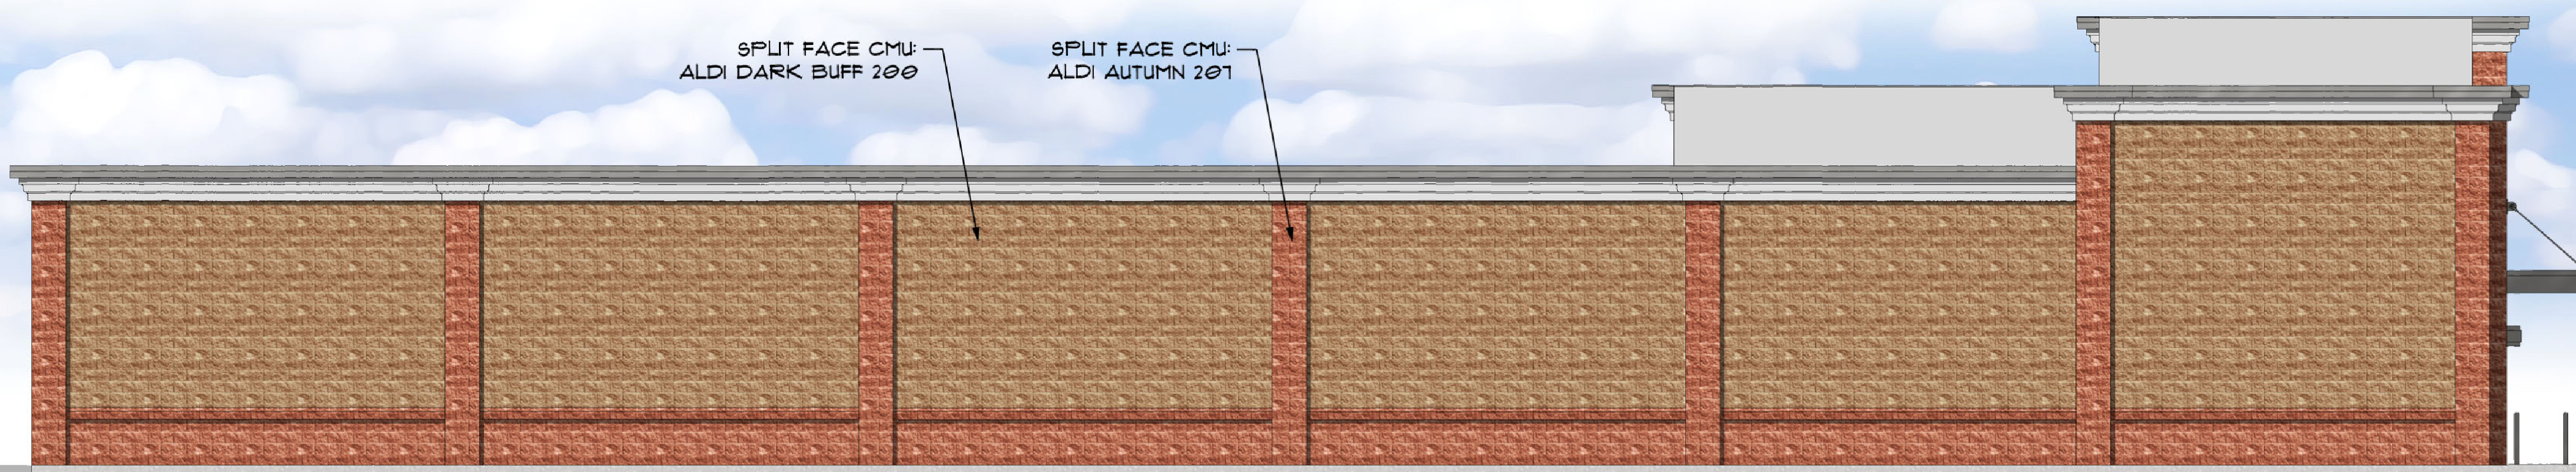 SPLIT FACE CMU:
ALDI DARK BUFF 200
SPLIT FACE CMU:
ALDI AUTUMN 207